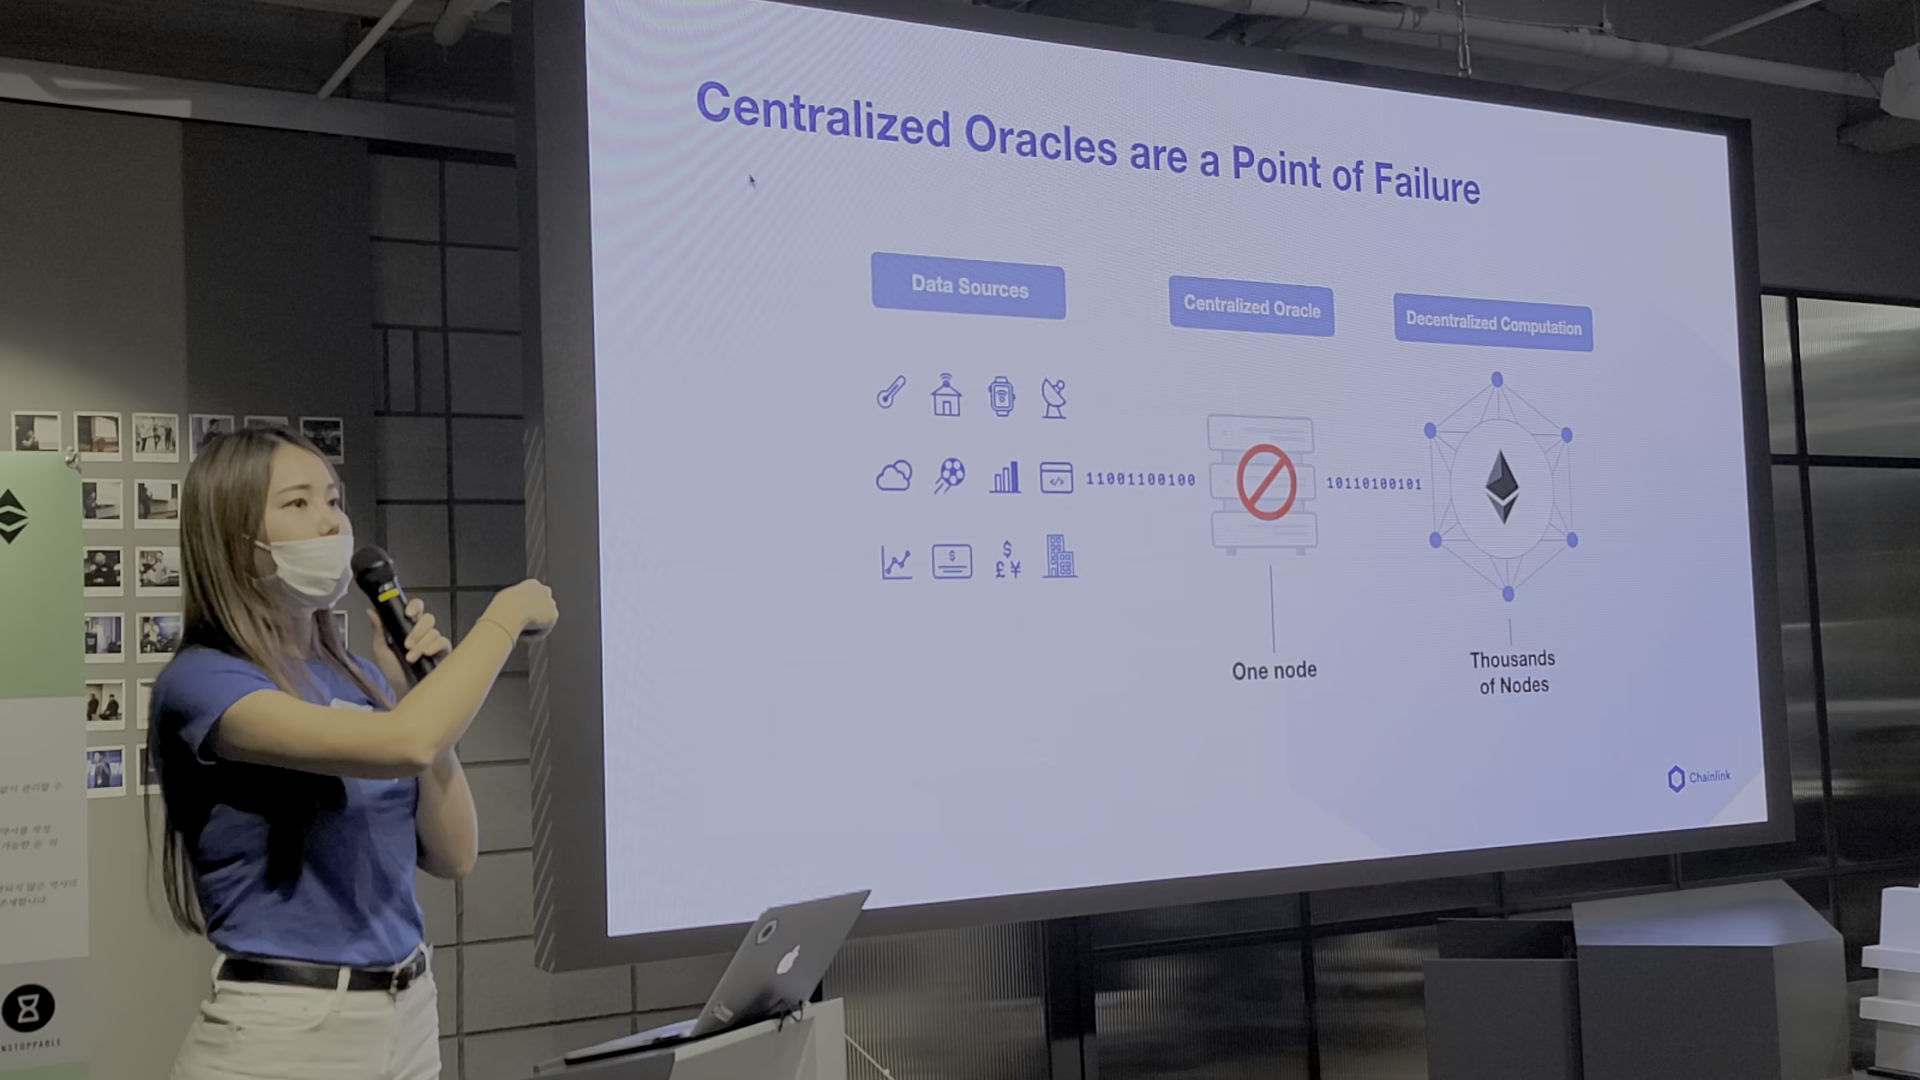 Centralized Oracles are a Point of Failure
Data Sources
Centralized Oracle
Decentralized Computation
11001100100
10110100101
One node
Thousands
of Nodes
Chainlink
NSTOPPABLE